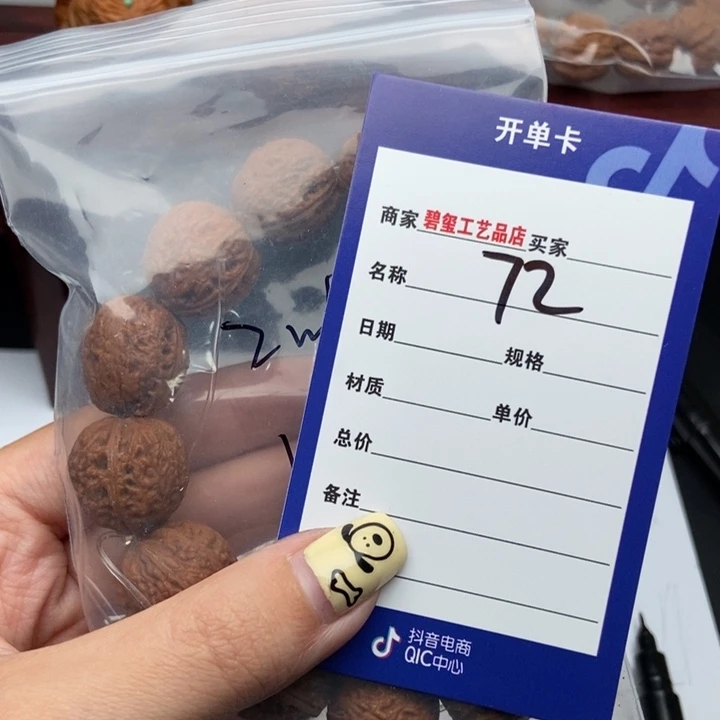 开单卡
商家 碧玺工艺品店 买家
名称 72
日期 规格
材质 单价
总价
备注
抖音电商
QIC中心